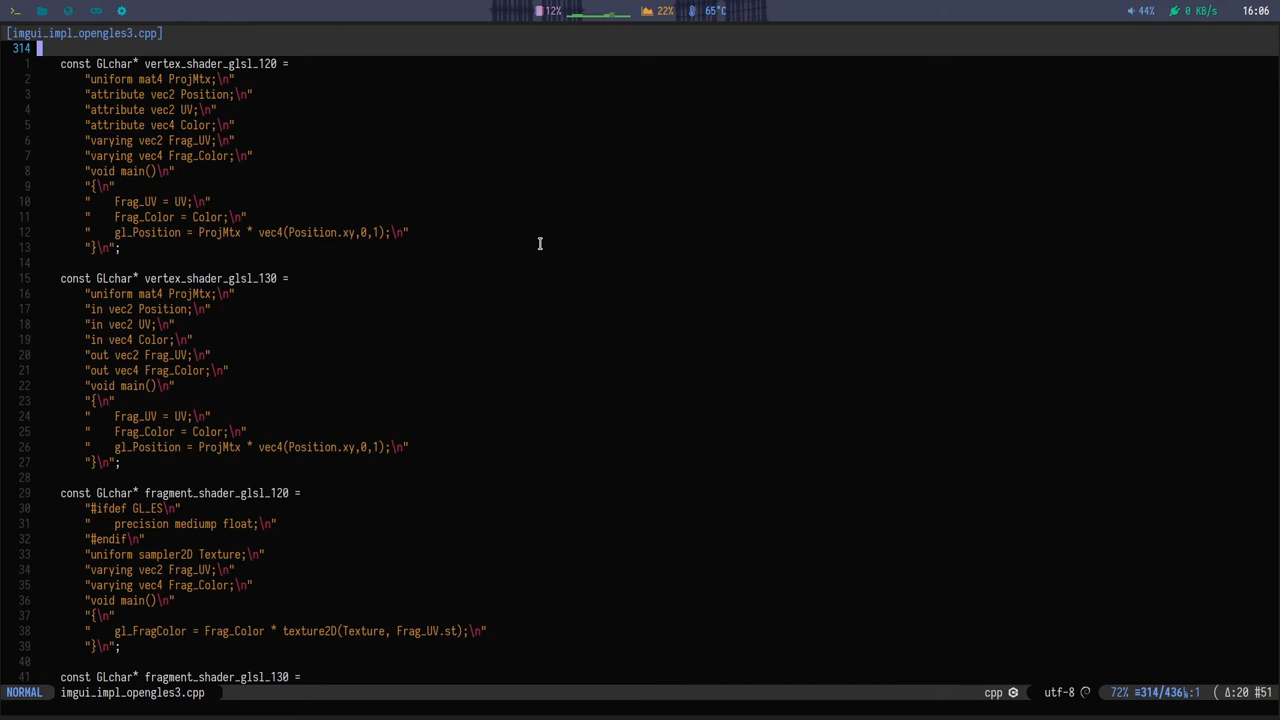 12% 22% 65°C 44% 0 KB/s 16:06
[imgui_impl_opengles3.cpp]
314
1 const GLchar* vertex_shader_glsl_120 =
2 "uniform mat4 ProjMtx;\n"
3 "attribute vec2 Position;\n"
4 "attribute vec2 UV;\n"
5 "attribute vec4 Color;\n"
6 "varying vec2 Frag_UV;\n"
7 "varying vec4 Frag_Color;\n"
8 "void main()\n"
9 "{\n"
10 "    Frag_UV = UV;\n"
11 "    Frag_Color = Color;\n"
12 "    gl_Position = ProjMtx * vec4(Position.xy,0,1);\n"
13 "}\n";
14
15 const GLchar* vertex_shader_glsl_130 =
16 "uniform mat4 ProjMtx;\n"
17 "in vec2 Position;\n"
18 "in vec2 UV;\n"
19 "in vec4 Color;\n"
20 "out vec2 Frag_UV;\n"
21 "out vec4 Frag_Color;\n"
22 "void main()\n"
23 "{\n"
24 "    Frag_UV = UV;\n"
25 "    Frag_Color = Color;\n"
26 "    gl_Position = ProjMtx * vec4(Position.xy,0,1);\n"
27 "}\n";
28
29 const GLchar* fragment_shader_glsl_120 =
30 "#ifdef GL_ES\n"
31 "    precision mediump float;\n"
32 "#endif\n"
33 "uniform sampler2D Texture;\n"
34 "varying vec2 Frag_UV;\n"
35 "varying vec4 Frag_Color;\n"
36 "void main()\n"
37 "{\n"
38 "    gl_FragColor = Frag_Color * texture2D(Texture, Frag_UV.st);\n"
39 "}\n";
40
41 const GLchar* fragment_shader_glsl_130 =
NORMAL imgui_impl_opengles3.cpp cpp utf-8 72% ≡314/436㏑:1 ( Δ:20 #51